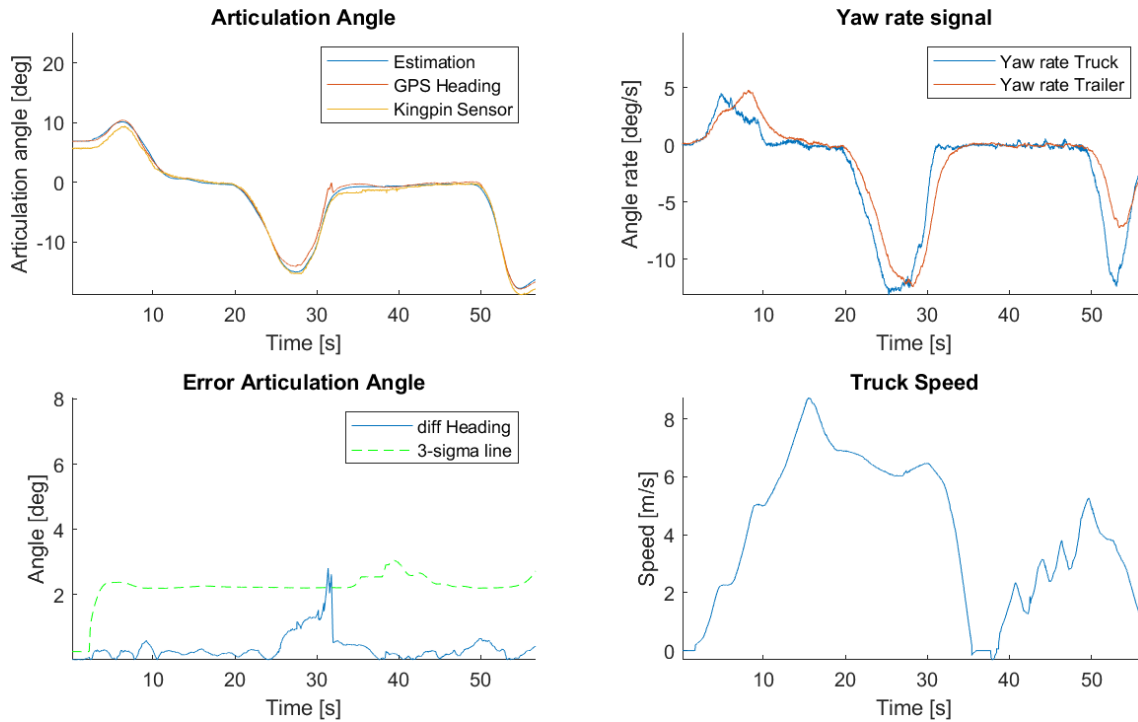 Articulation Angle
Articulation angle [deg]
20
10
0
-10
Estimation
GPS Heading
Kingpin Sensor
10 20 30 40 50
Time [s]
Yaw rate signal
Angle rate [deg/s]
5
0
-5
-10
Yaw rate Truck
Yaw rate Trailer
10 20 30 40 50
Time [s]
Error Articulation Angle
Angle [deg]
8
6
4
2
diff Heading
3-sigma line
10 20 30 40 50
Time [s]
Truck Speed
Speed [m/s]
8
6
4
2
0
10 20 30 40 50
Time [s]